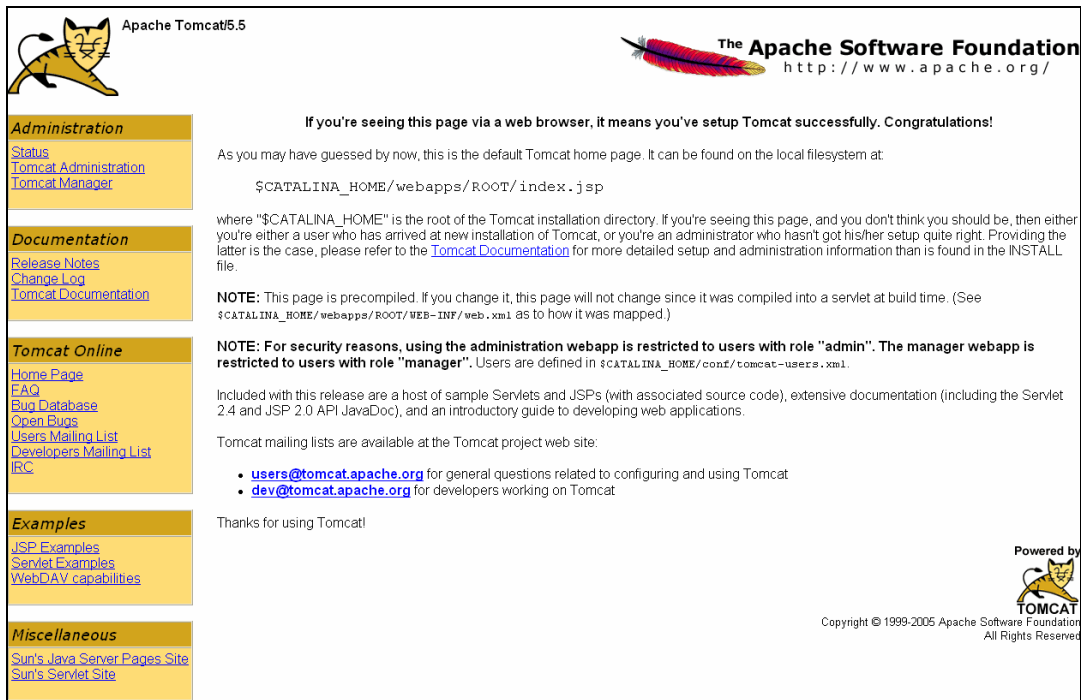 Apache Tomcat/5.5
The Apache Software Foundation
http://www.apache.org/
Administration
Status
Tomcat Administration
Tomcat Manager
Documentation
Release Notes
Change Log
Tomcat Documentation
Tomcat Online
Home Page
FAQ
Bug Database
Open Bugs
Users Mailing List
Developers Mailing List
IRC
Examples
JSP Examples
Servlet Examples
WebDAV capabilities
Miscellaneous
Sun's Java Server Pages Site
Sun's Servlet Site
If you're seeing this page via a web browser, it means you've setup Tomcat successfully. Congratulations!
As you may have guessed by now, this is the default Tomcat home page. It can be found on the local filesystem at:
$CATALINA_HOME/webapps/ROOT/index.jsp
where "$CATALINA_HOME" is the root of the Tomcat installation directory. If you're seeing this page, and you don't think you should be, then either
you're either a user who has arrived at new installation of Tomcat, or you're an administrator who hasn't got his/her setup quite right. Providing the
latter is the case, please refer to the Tomcat Documentation for more detailed setup and administration information than is found in the INSTALL
file.
NOTE: This page is precompiled. If you change it, this page will not change since it was compiled into a servlet at build time. (See
$CATALINA_HOME/webapps/ROOT/WEB-INF/web.xml as to how it was mapped.)
NOTE: For security reasons, using the administration webapp is restricted to users with role "admin". The manager webapp is
restricted to users with role "manager". Users are defined in $CATALINA_HOME/conf/tomcat-users.xml.
Included with this release are a host of sample Servlets and JSPs (with associated source code), extensive documentation (including the Servlet
2.4 and JSP 2.0 API JavaDoc), and an introductory guide to developing web applications.
Tomcat mailing lists are available at the Tomcat project web site:
• users@tomcat.apache.org for general questions related to configuring and using Tomcat
• dev@tomcat.apache.org for developers working on Tomcat
Thanks for using Tomcat!
Powered by
TOMCAT
Copyright © 1999-2005 Apache Software Foundation
All Rights Reserved